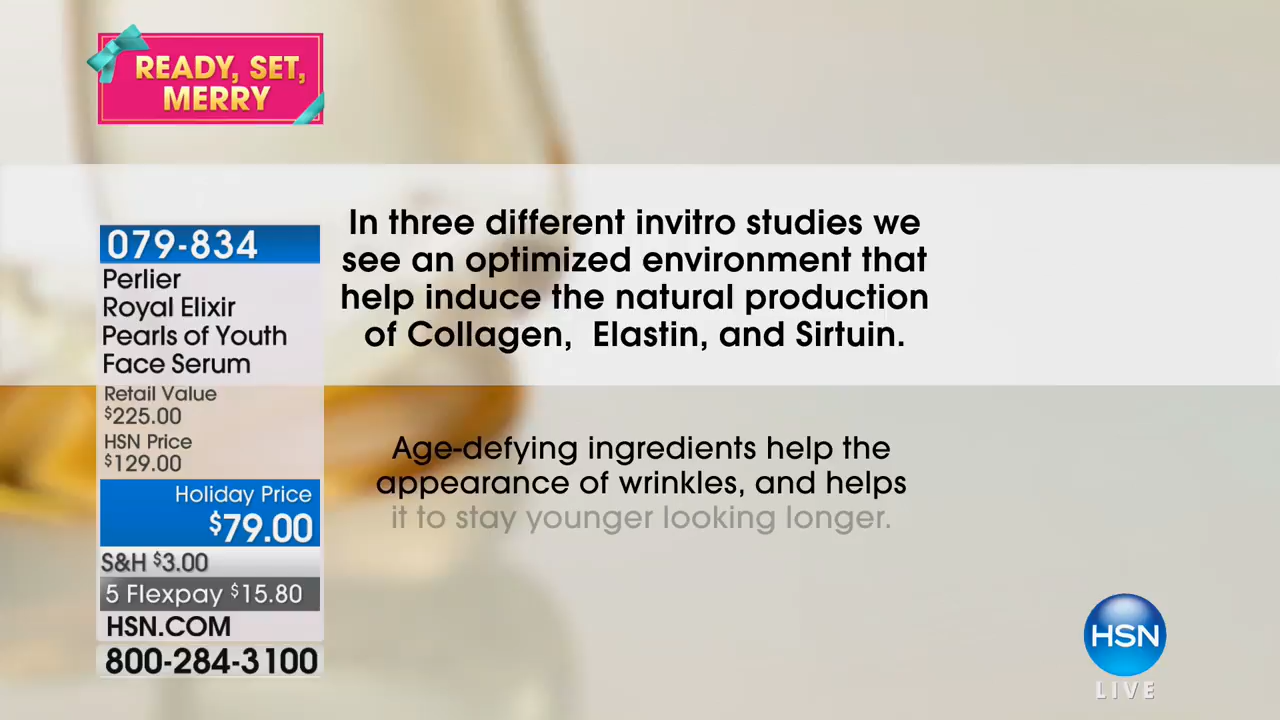 READY, SET,
MERRY
079-834
Perlier
Royal Elixir
Pearls of Youth
Face Serum
Retail Value
$225.00
HSN Price
$129.00
Holiday Price
$79.00
S&H $3.00
5 Flexpay $15.80
HSN.COM
800-284-3100
In three different invitro studies we
see an optimized environment that
help induce the natural production
of Collagen,  Elastin, and Sirtuin.
Age-defying ingredients help the
appearance of wrinkles, and helps
it to stay younger looking longer.
HSN
LIVE